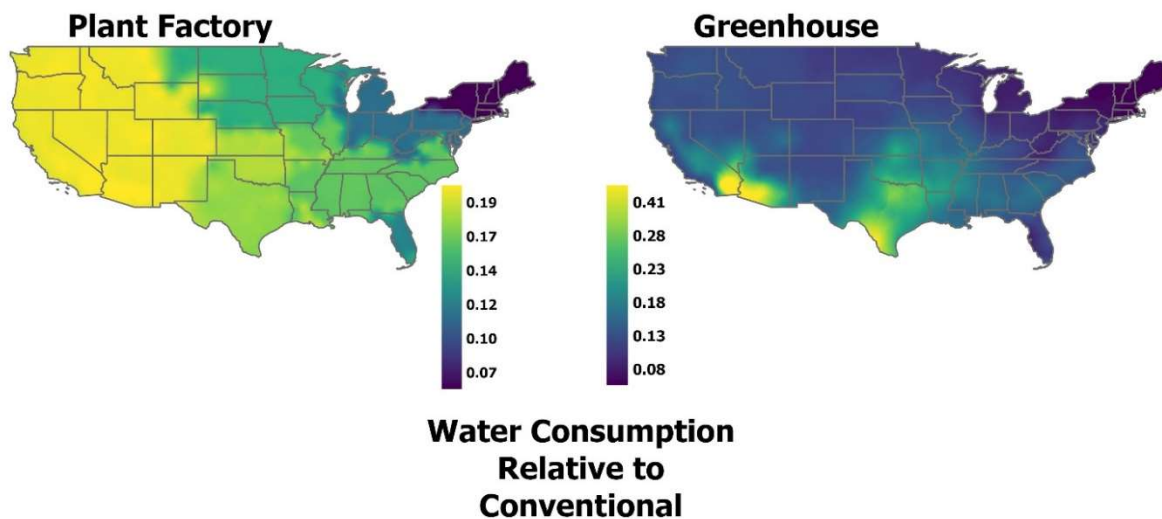 Plant Factory
Greenhouse
0.19
0.17
0.14
0.12
0.10
0.07
0.41
0.28
0.23
0.18
0.13
0.08
Water Consumption
Relative to
Conventional